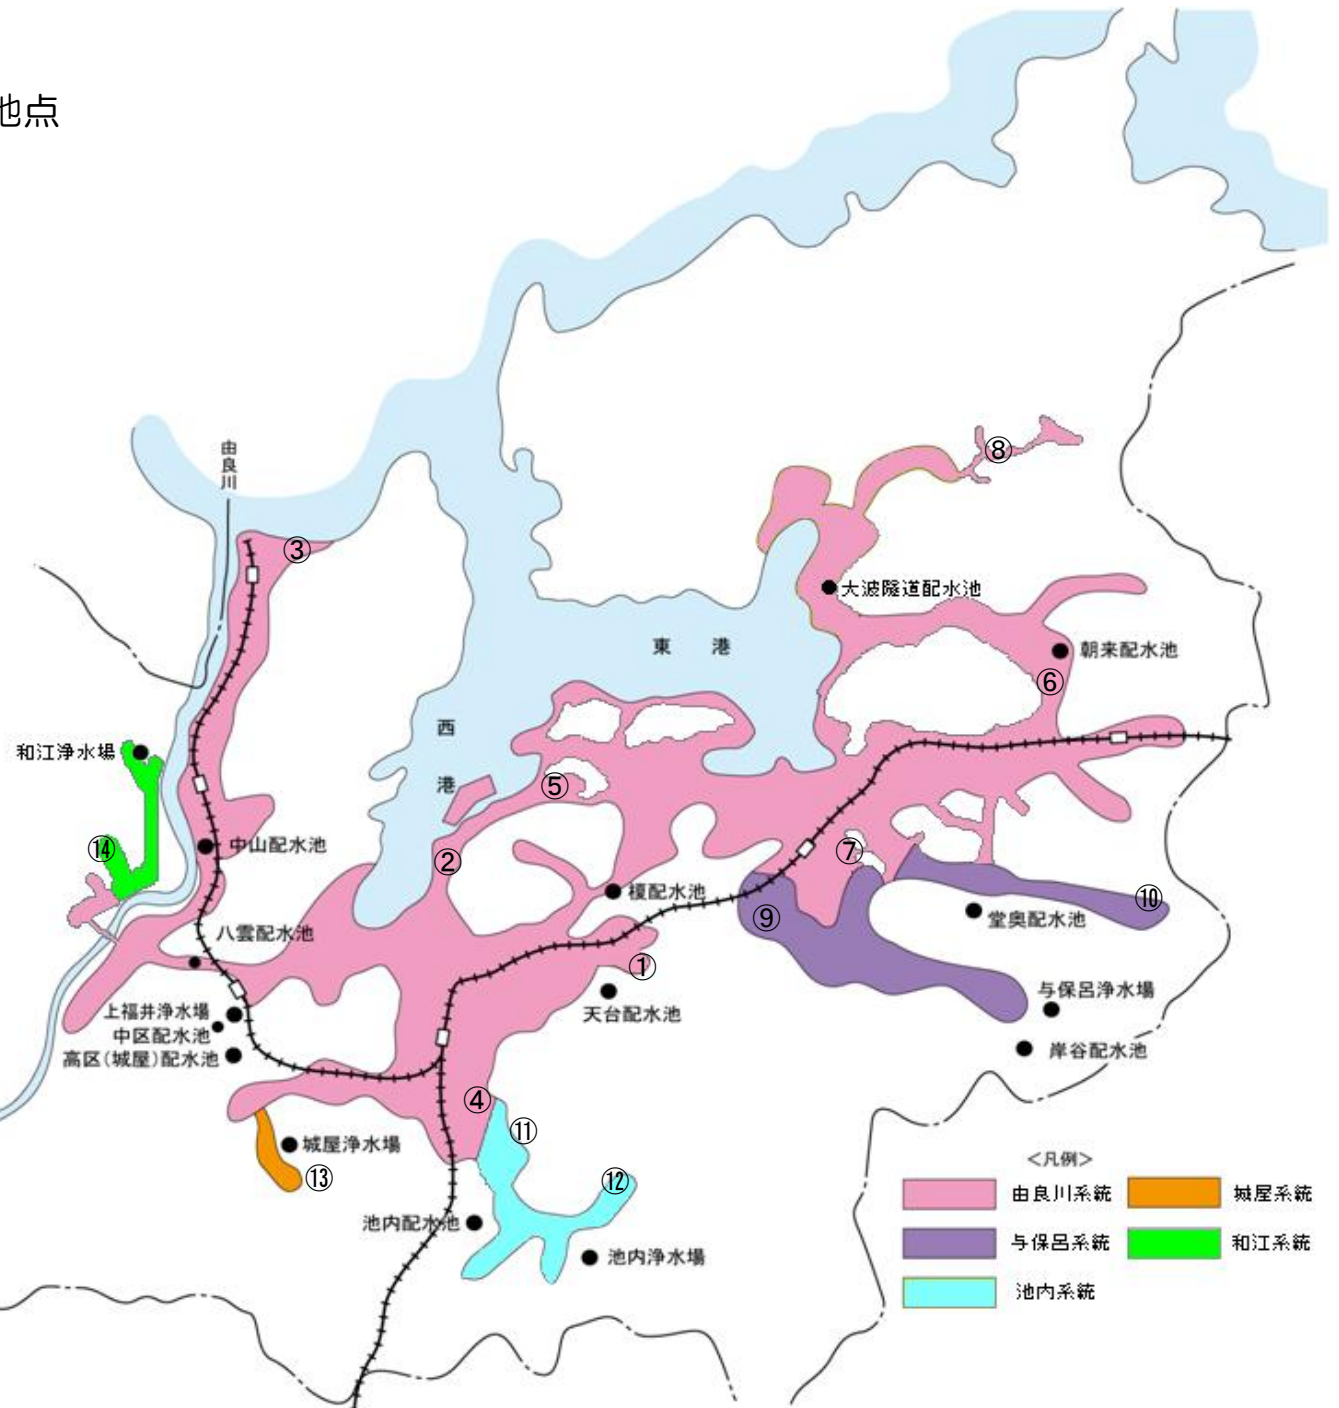 地点
⑧
由
良
川
③
大波隧道配水池
東 港
朝来配水池
⑥
西
港
和江浄水場
⑤
⑭
中山配水池
②
⑦
榎配水池
⑩
⑨
堂奥配水池
八雲配水池
①
天台配水池
与保呂浄水場
上福井浄水場
中区配水池
高区(城屋)配水池
岸谷配水池
④
⑪
城屋浄水場
⑬
⑫
池内配水池
池内浄水場
<凡例>
由良川系統
城屋系統
与保呂系統
和江系統
池内系統